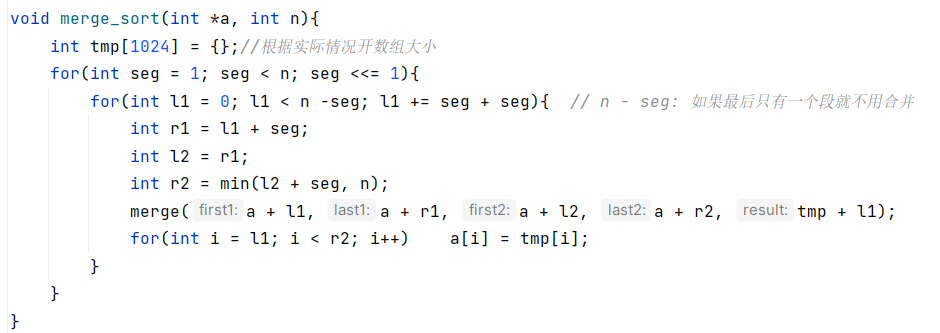 void merge_sort(int *a, int n){
    int tmp[1024] = {};//根据实际情况开数组大小
    for(int seg = 1; seg < n; seg <<= 1){
        for(int l1 = 0; l1 < n -seg; l1 += seg + seg){  // n - seg: 如果最后只有一个段就不用合并
            int r1 = l1 + seg;
            int l2 = r1;
            int r2 = min(l2 + seg, n);
            merge( first1: a + l1, last1: a + r1, first2: a + l2, last2: a + r2, result: tmp + l1);
            for(int i = l1; i < r2; i++)    a[i] = tmp[i];
        }
    }
}